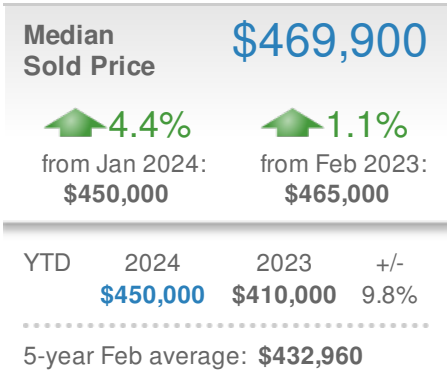 Median
Sold Price
$469,900
4.4%
from Jan 2024:
$450,000
1.1%
from Feb 2023:
$465,000
YTD 2024 2023 +/-
$450,000 $410,000 9.8%
5-year Feb average: $432,960